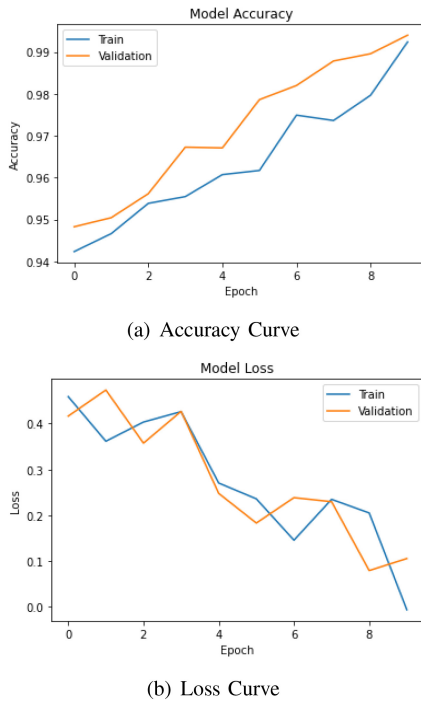 Model Accuracy
Train
Validation
0.99
0.98
0.97
0.96
0.95
0.94
Accuracy
0 2 4 6 8
Epoch
(a) Accuracy Curve
Model Loss
Train
Validation
0.4
0.3
0.2
0.1
0.0
Loss
0 2 4 6 8
Epoch
(b) Loss Curve